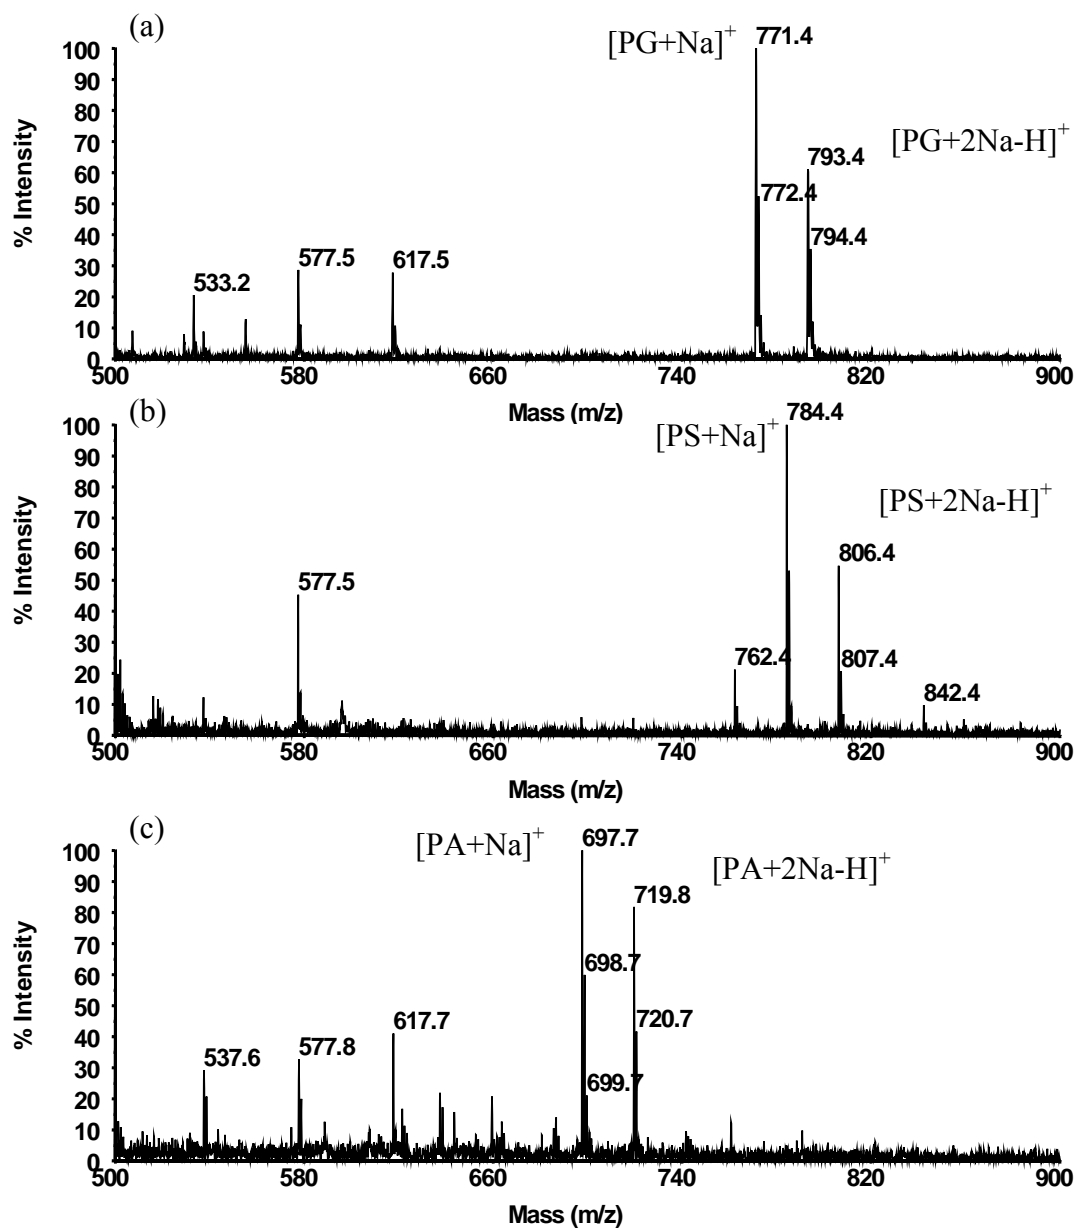 (a)
[PG+Na]+ 771.4
[PG+2Na-H]+
793.4
772.4
794.4
577.5
617.5
533.2
% Intensity
100
90
80
70
60
50
40
30
20
10
0
500 580 660 740 820 900
Mass (m/z)
(b)
[PS+Na]+ 784.4
[PS+2Na-H]+
806.4
577.5
762.4
807.4
842.4
% Intensity
100
90
80
70
60
50
40
30
20
10
0
500 580 660 740 820 900
Mass (m/z)
(c)
[PA+Na]+ 697.7
[PA+2Na-H]+
719.8
698.7
617.7
720.7
577.8
537.6
699.7
% Intensity
100
90
80
70
60
50
40
30
20
10
0
500 580 660 740 820 900
Mass (m/z)